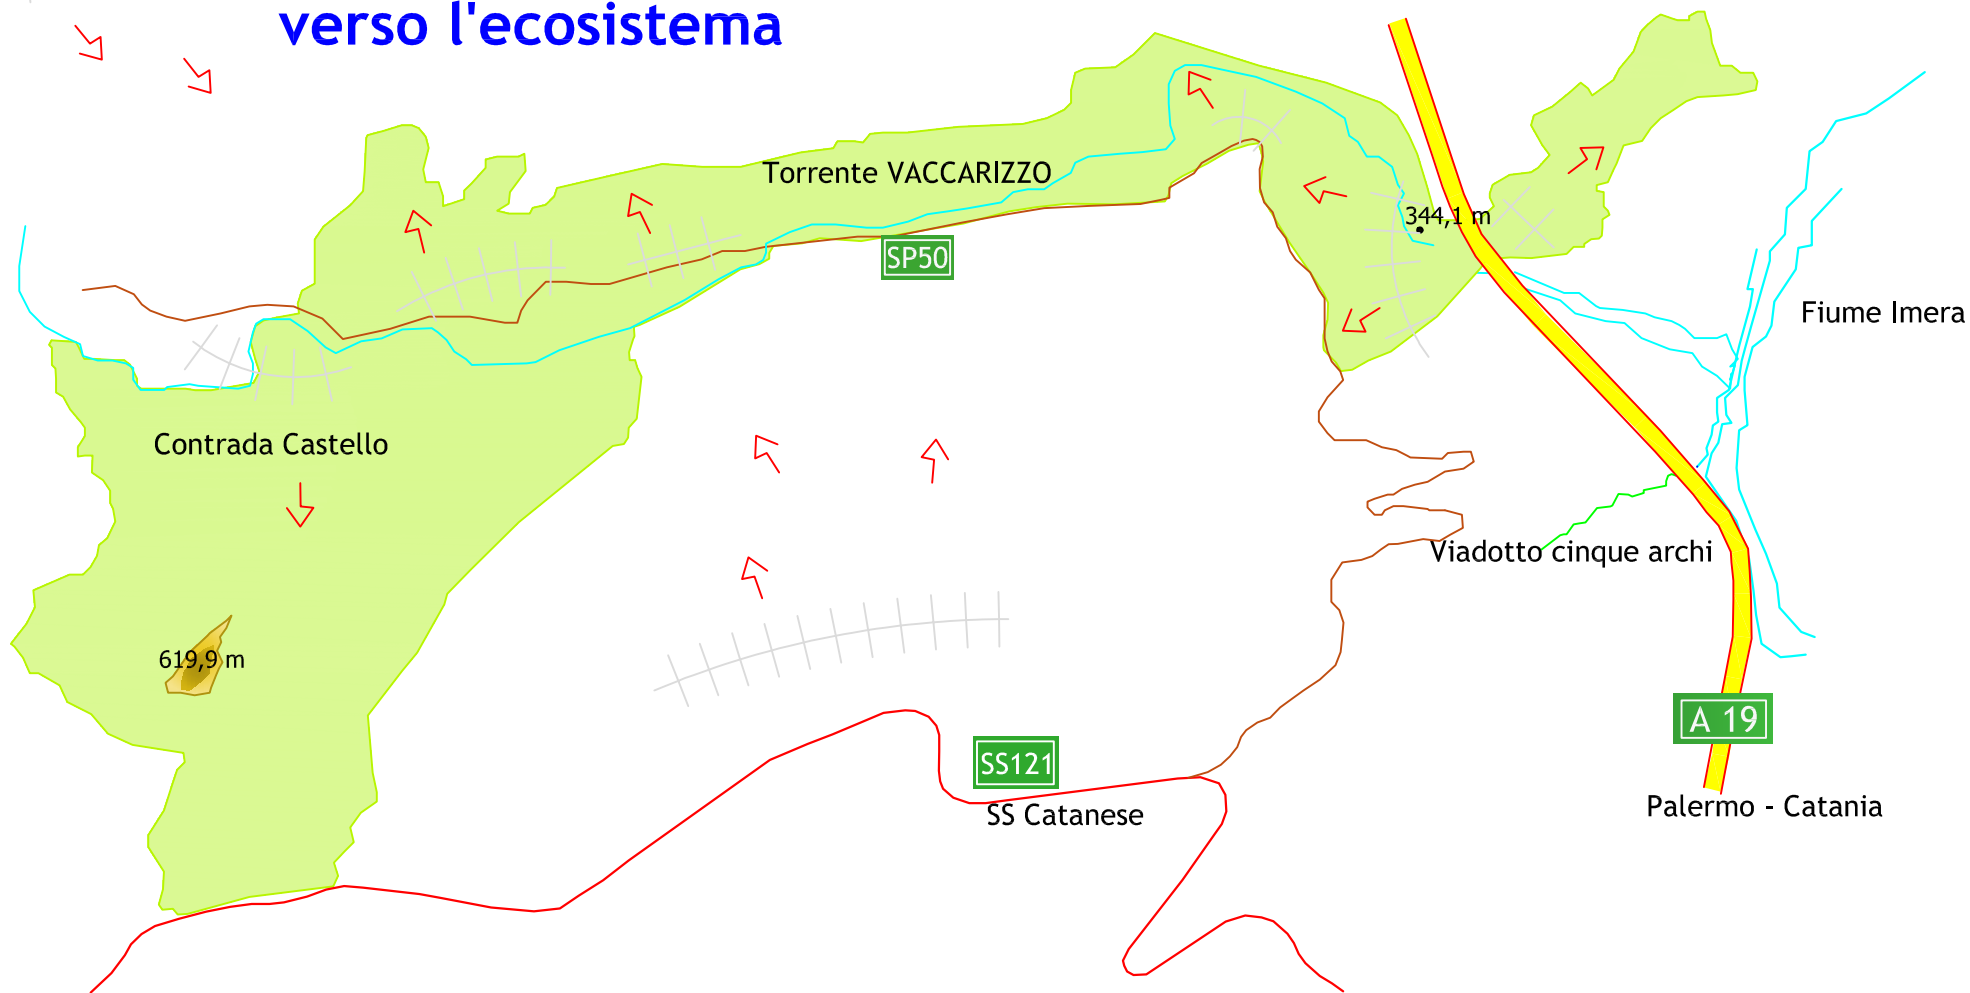 verso l'ecosistema
Torrente VACCARIZZO
344,1 m
SP50
Fiume Imera
Contrada Castello
Viadotto cinque archi
619,9 m
A 19
SS121
SS Catanese
Palermo - Catania